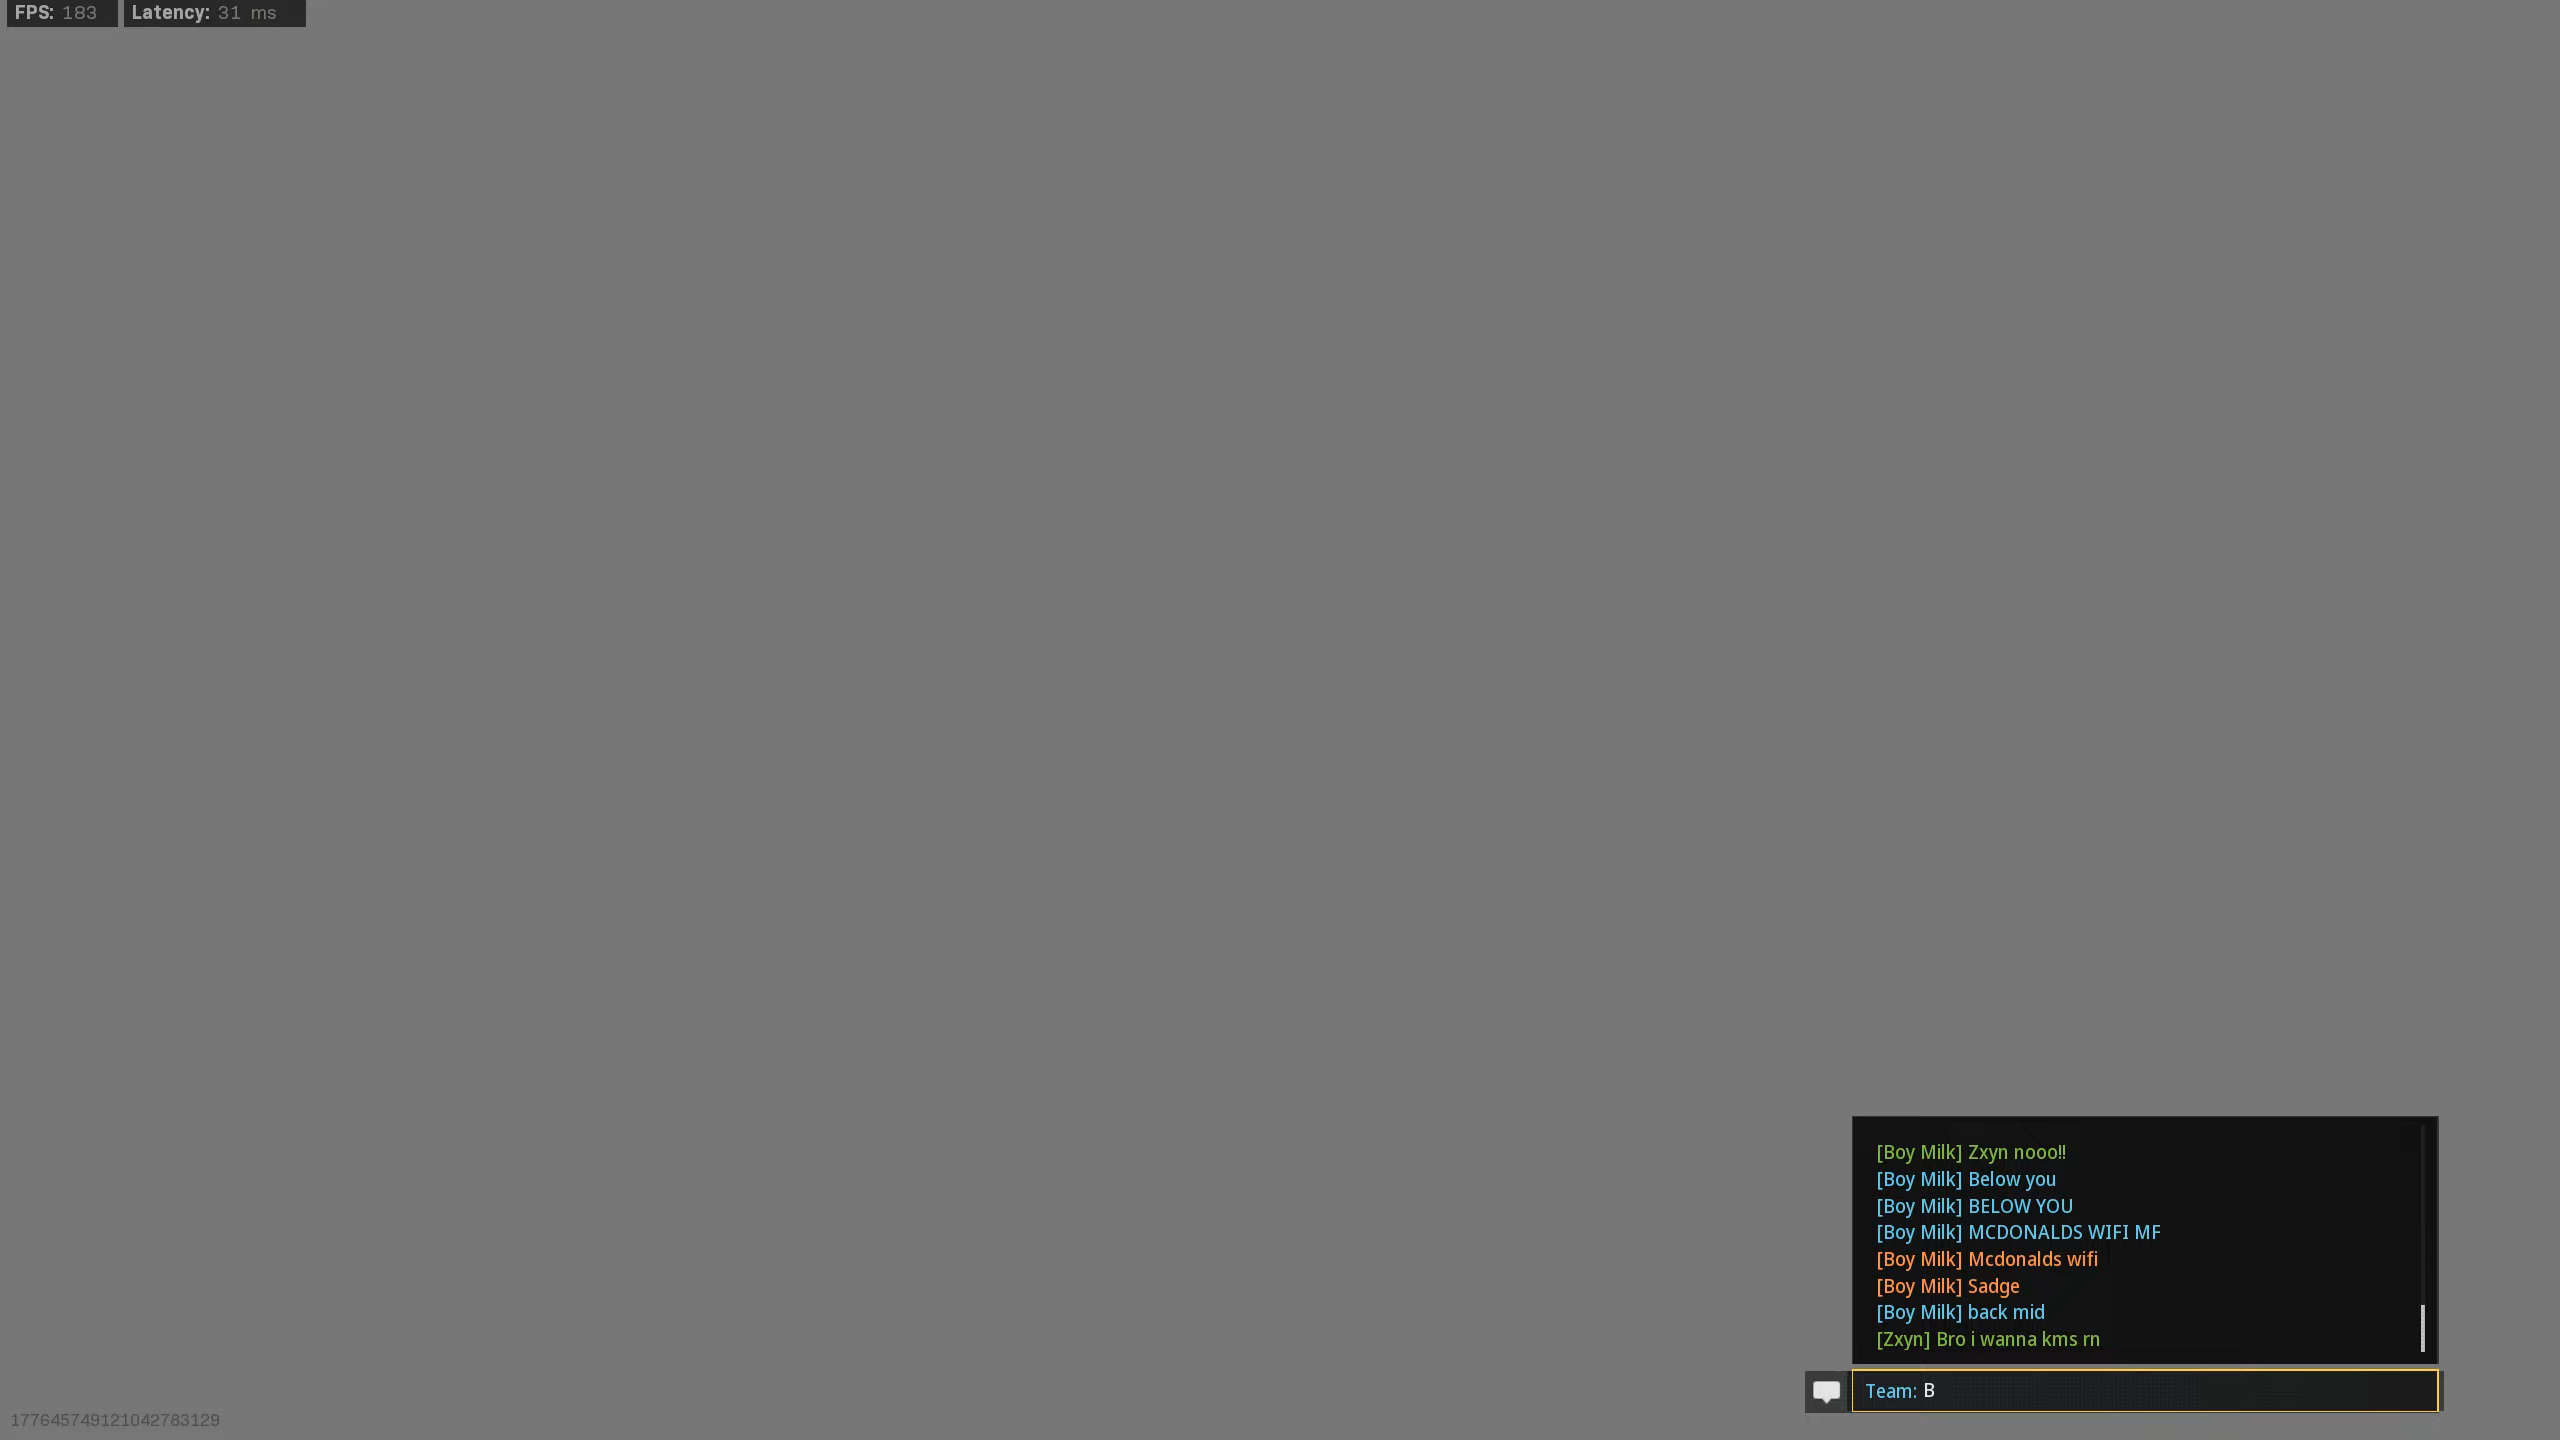 FPS: 183 Latency: 31 ms
[Boy Milk] Zxyn nooo!!
[Boy Milk] Below you
[Boy Milk] BELOW YOU
[Boy Milk] MCDONALDS WIFI MF
[Boy Milk] Mcdonalds wifi
[Boy Milk] Sadge
[Boy Milk] back mid
[Zxyn] Bro i wanna kms rn
Team: B
177645749121042783129